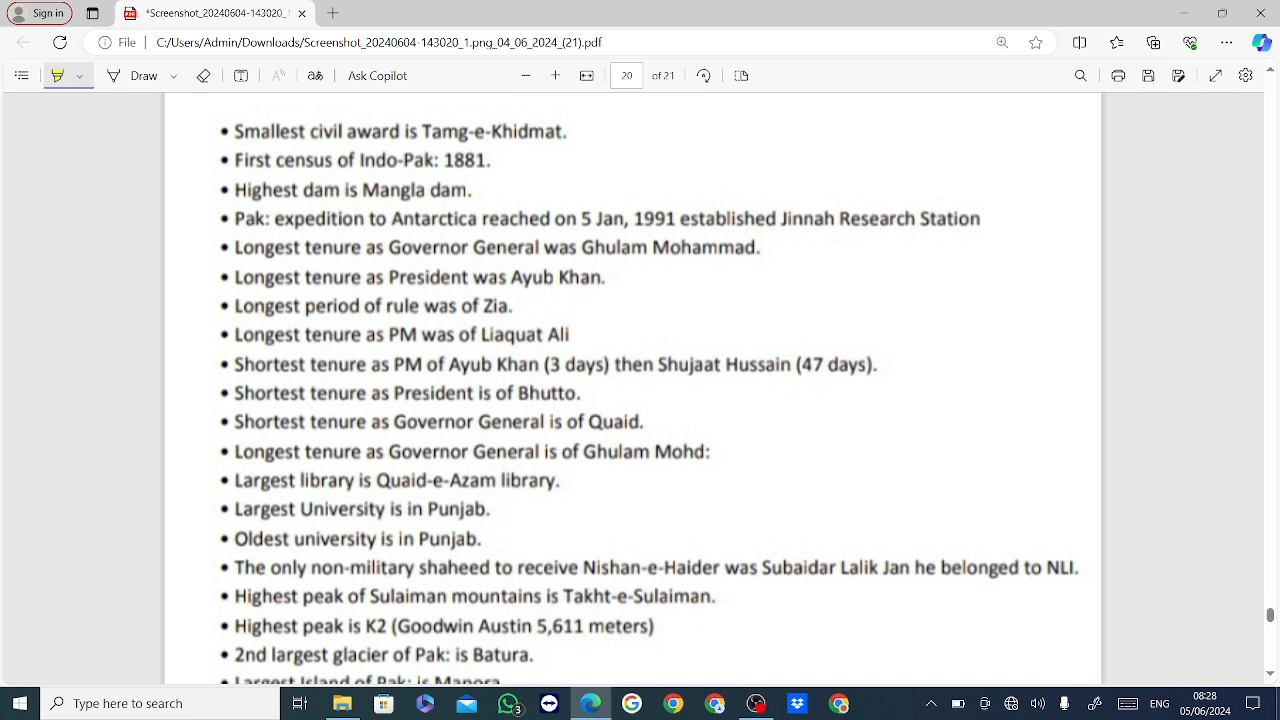 Sign in
*Screenshot_20240604-143020_1
File C:/Users/Admin/Downloads/Screenshot_20240604-143020_1.png_04_06_2024_(21).pdf
Draw
Ask Copilot
20 of 21
• Smallest civil award is Tamg-e-Khidmat.
• First census of Indo-Pak: 1881.
• Highest dam is Mangla dam.
• Pak: expedition to Antarctica reached on 5 Jan, 1991 established Jinnah Research Station
• Longest tenure as Governor General was Ghulam Mohammad.
• Longest tenure as President was Ayub Khan.
• Longest period of rule was of Zia.
• Longest tenure as PM was of Liaquat Ali
• Shortest tenure as PM of Ayub Khan (3 days) then Shujaat Hussain (47 days).
• Shortest tenure as President is of Bhutto.
• Shortest tenure as Governor General is of Quaid.
• Longest tenure as Governor General is of Ghulam Mohd:
• Largest library is Quaid-e-Azam library.
• Largest University is in Punjab.
• Oldest university is in Punjab.
• The only non-military shaheed to receive Nishan-e-Haider was Subaidar Lalik Jan he belonged to NLI.
• Highest peak of Sulaiman mountains is Takht-e-Sulaiman.
• Highest peak is K2 (Goodwin Austin 5,611 meters)
• 2nd largest glacier of Pak: is Batura.
• Largest Island of Pak: is Manora
Type here to search
3
ENG
08:28
05/06/2024